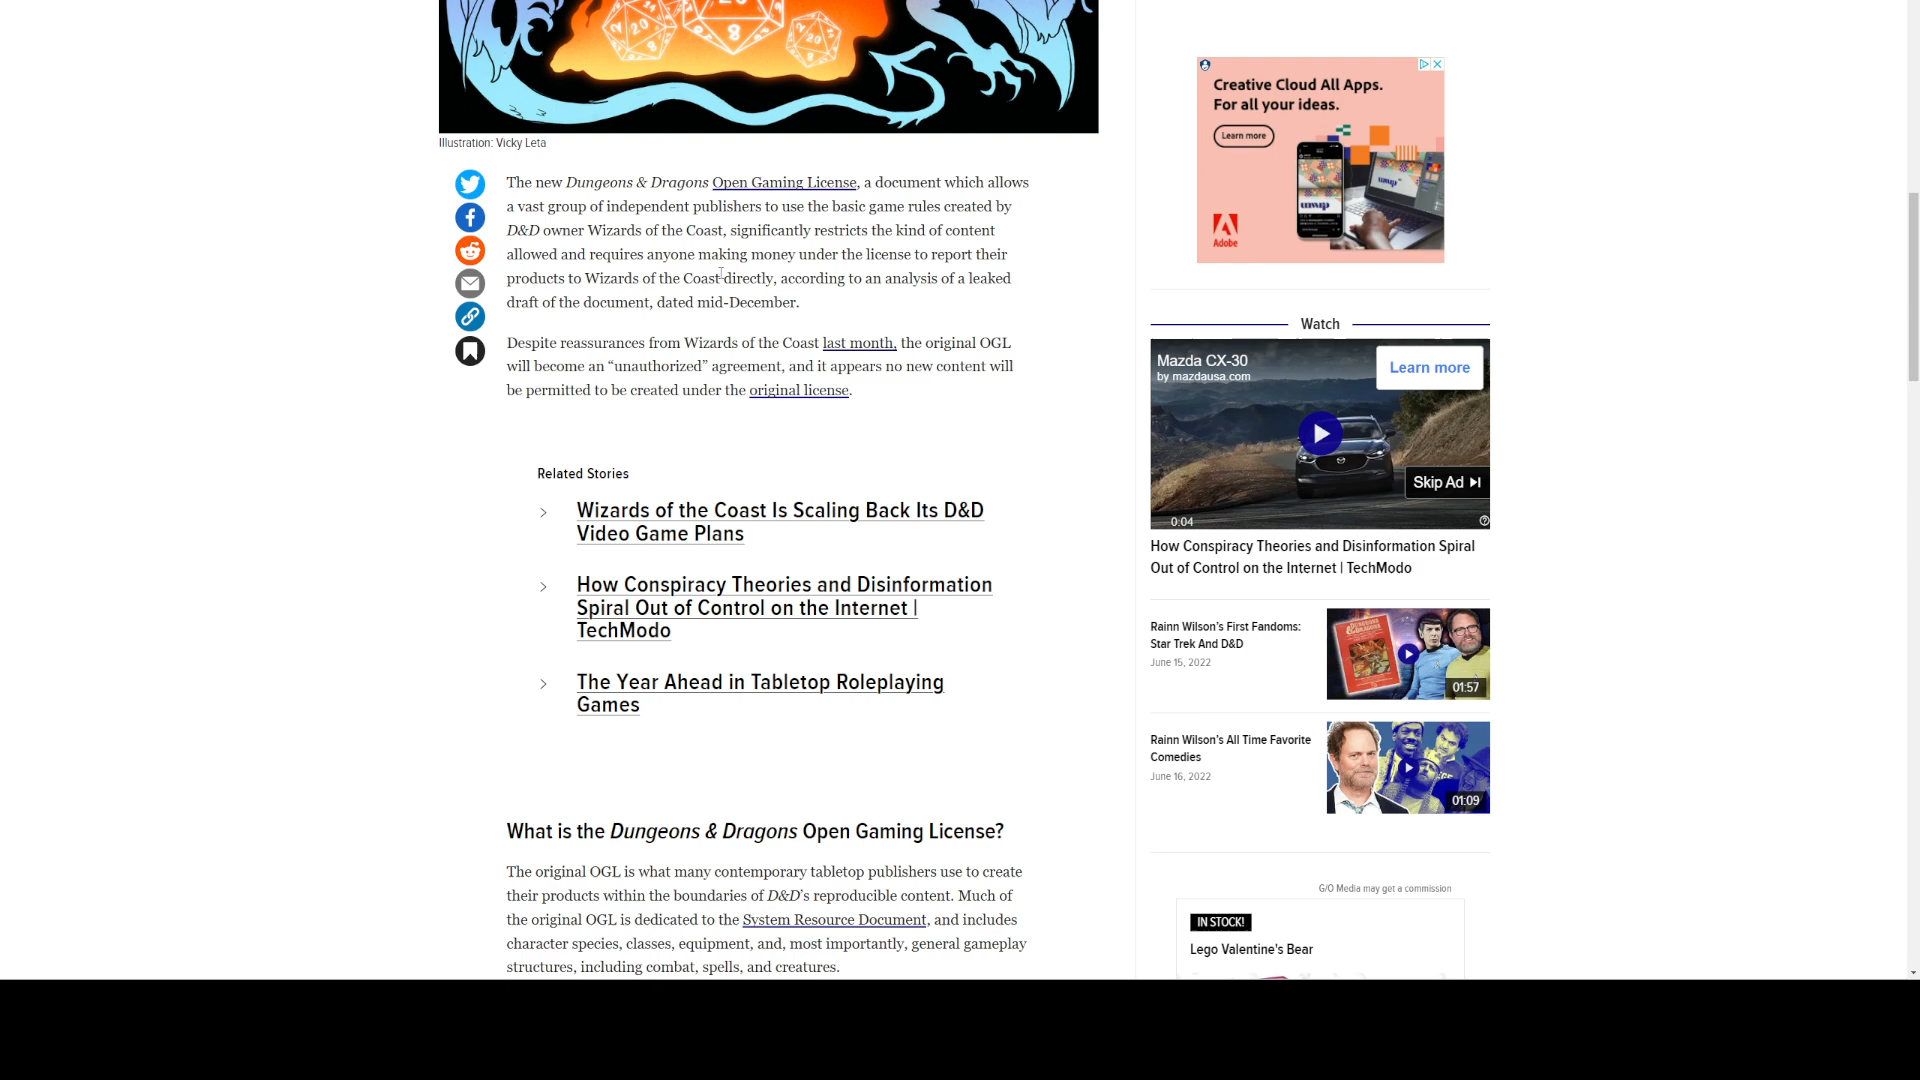 20
8
20
Illustration: Vicky Leta
The new Dungeons & Dragons Open Gaming License, a document which allows
a vast group of independent publishers to use the basic game rules created by
D&D owner Wizards of the Coast, significantly restricts the kind of content
allowed and requires anyone making money under the license to report their
products to Wizards of the Coast directly, according to an analysis of a leaked
draft of the document, dated mid-December.
Despite reassurances from Wizards of the Coast last month, the original OGL
will become an “unauthorized” agreement, and it appears no new content will
be permitted to be created under the original license.
Related Stories
Wizards of the Coast Is Scaling Back Its D&D
Video Game Plans
How Conspiracy Theories and Disinformation
Spiral Out of Control on the Internet |
TechModo
The Year Ahead in Tabletop Roleplaying
Games
What is the Dungeons & Dragons Open Gaming License?
The original OGL is what many contemporary tabletop publishers use to create
their products within the boundaries of D&D’s reproducible content. Much of
the original OGL is dedicated to the System Resource Document, and includes
character species, classes, equipment, and, most importantly, general gameplay
structures, including combat, spells, and creatures.
Creative Cloud All Apps.
For all your ideas.
Learn more
Adobe
Watch
Mazda CX-30
by mazdausa.com
Learn more
Skip Ad
0:04
How Conspiracy Theories and Disinformation Spiral
Out of Control on the Internet | TechModo
Rainn Wilson’s First Fandoms:
Star Trek And D&D
June 15, 2022
01:57
Rainn Wilson’s All Time Favorite
Comedies
June 16, 2022
01:09
G/O Media may get a commission
IN STOCK!
Lego Valentine's Bear